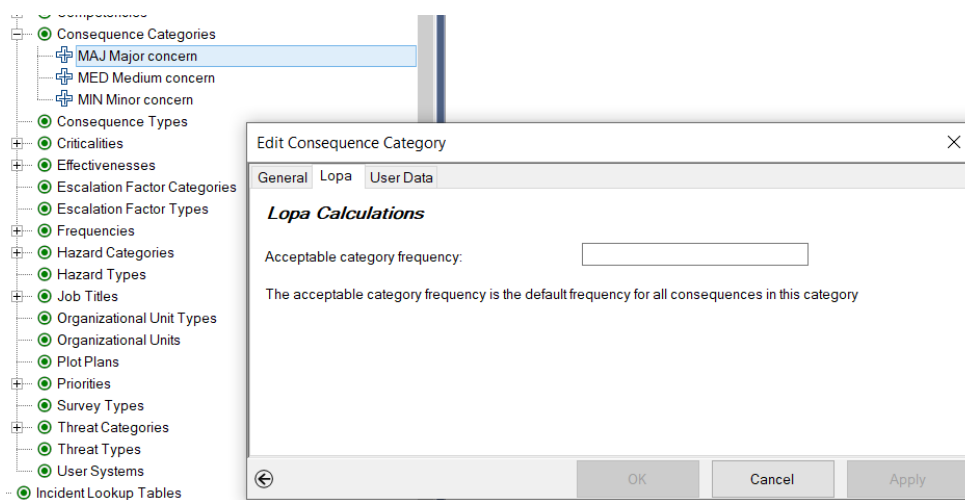 Competencies
Consequence Categories
MAJ Major concern
MED Medium concern
MIN Minor concern
Consequence Types
Criticalities
Effectivenesses
Escalation Factor Categories
Escalation Factor Types
Frequencies
Hazard Categories
Hazard Types
Job Titles
Organizational Unit Types
Organizational Units
Plot Plans
Priorities
Survey Types
Threat Categories
Threat Types
User Systems
Incident Lookup Tables
Edit Consequence Category
General Lopa User Data
Lopa Calculations
Acceptable category frequency:
The acceptable category frequency is the default frequency for all consequences in this category
OK Cancel Apply